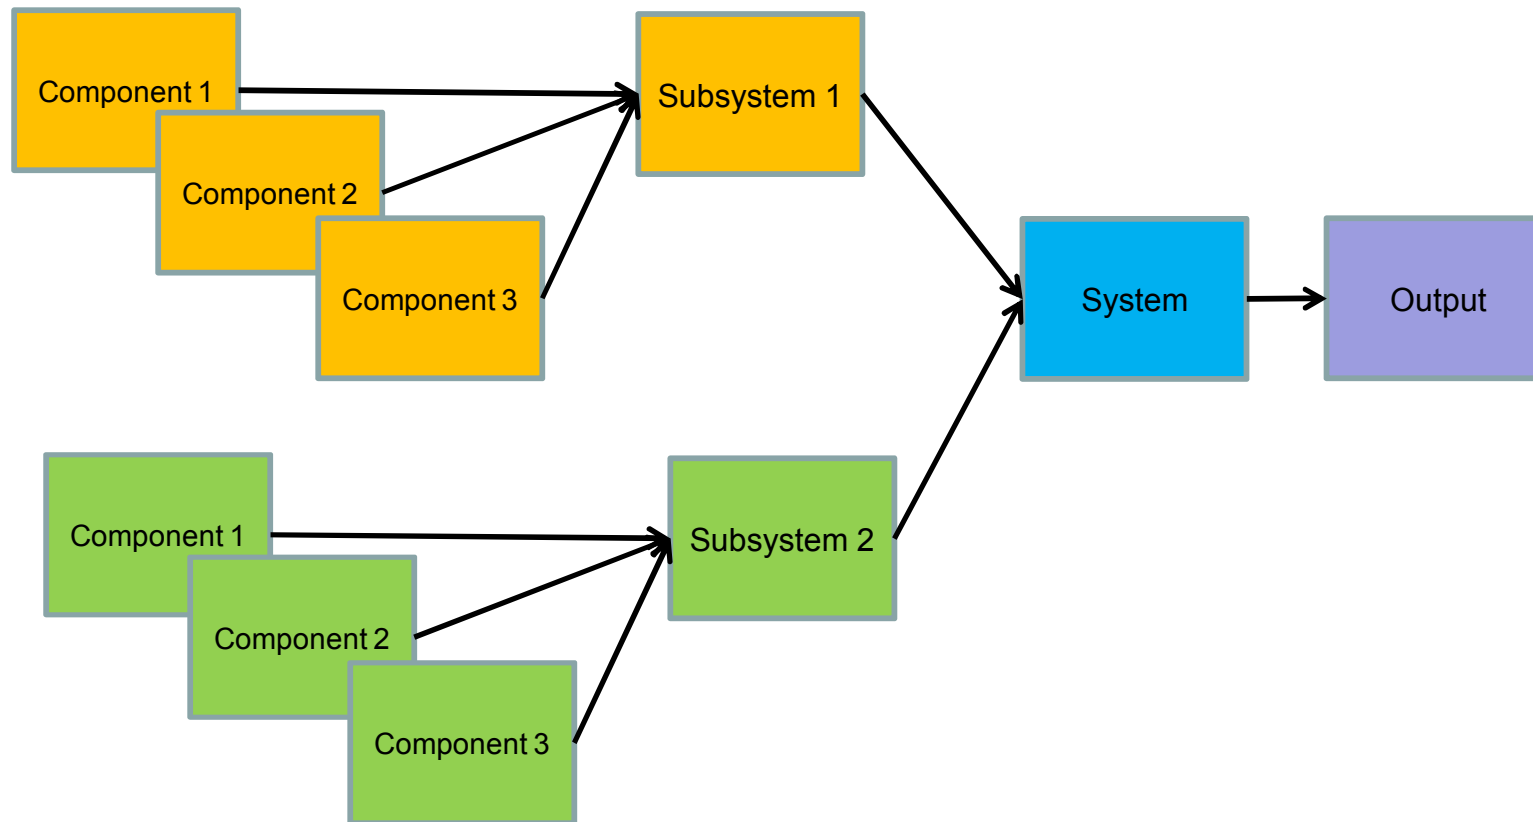 Component 1
Component 2
Component 3
Subsystem 1
System
Output
Component 1
Component 2
Component 3
Subsystem 2